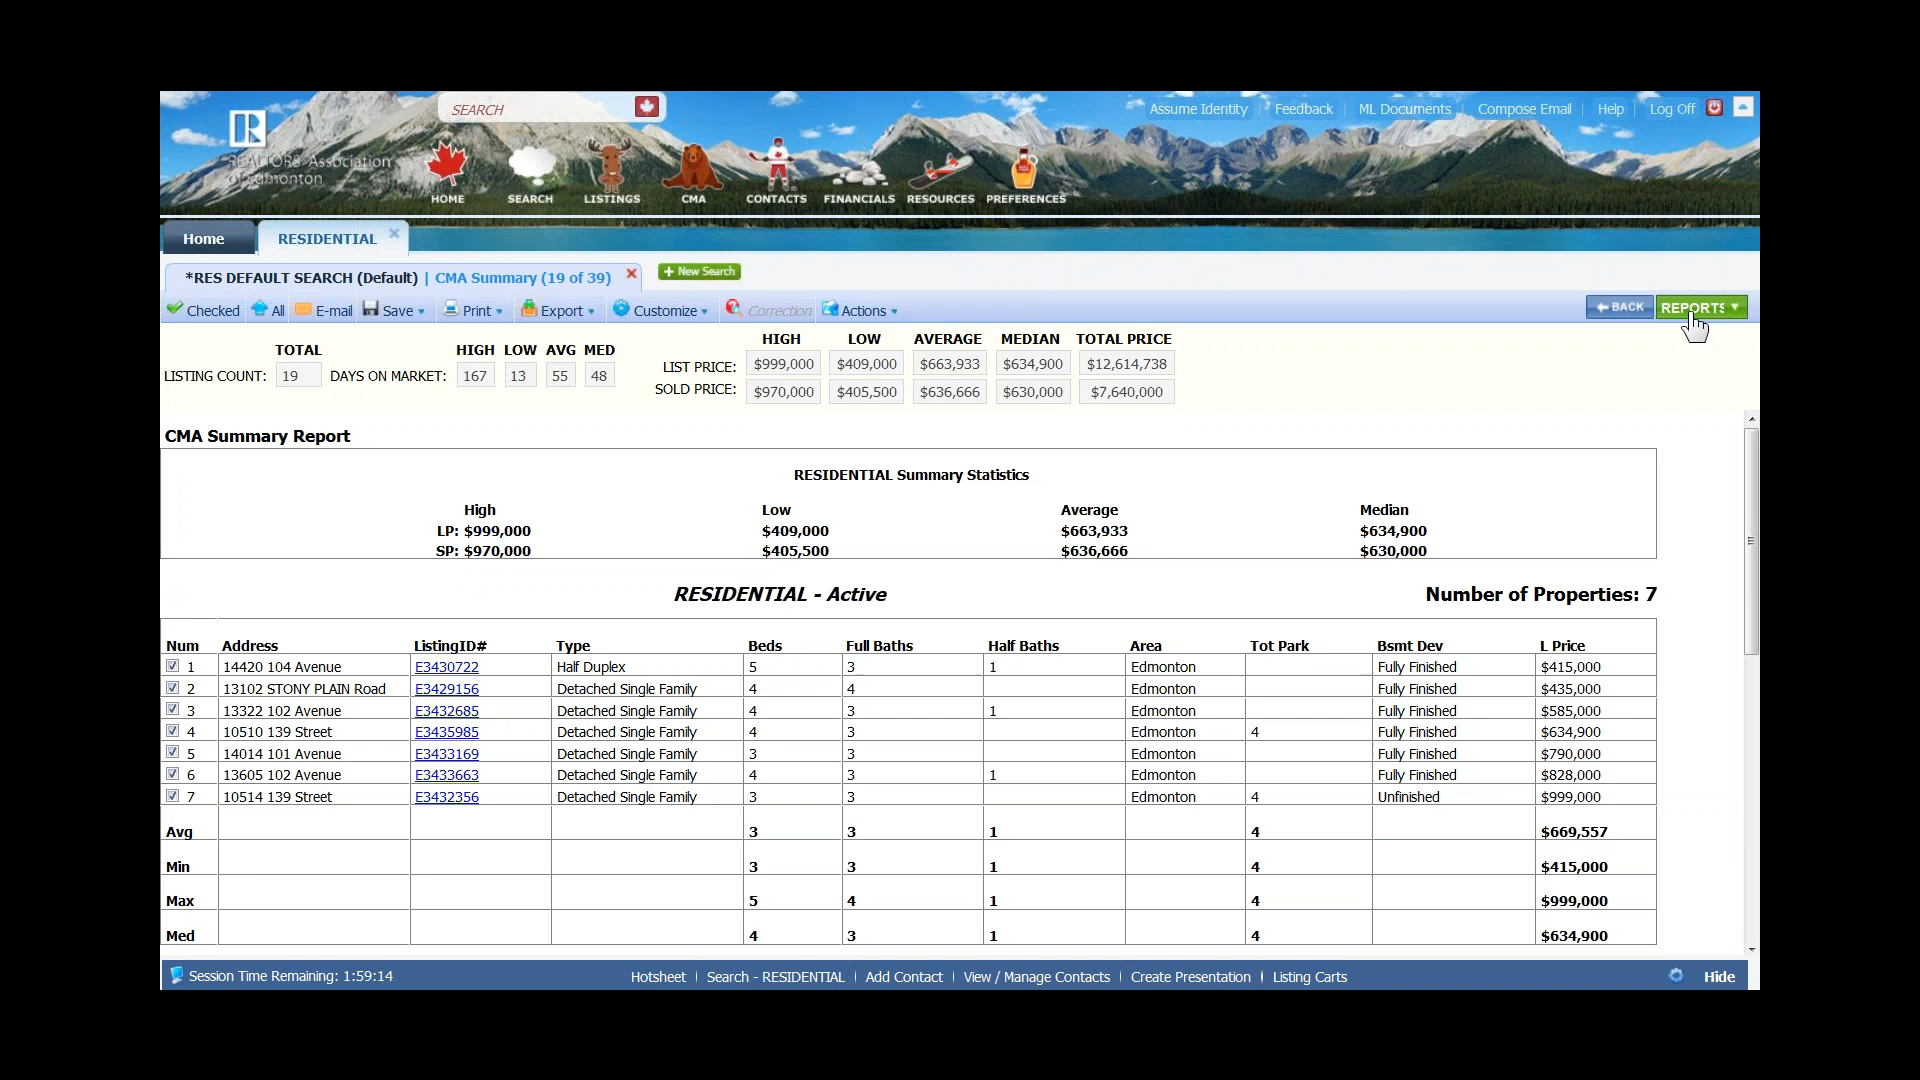 SEARCH
Assume Identity Feedback ML Documents Compose Email Help Log Off
REALTORS Association
of Edmonton
HOME SEARCH LISTINGS CMA CONTACTS FINANCIALS RESOURCES PREFERENCES
Home RESIDENTIAL
*RES DEFAULT SEARCH (Default) | CMA Summary (19 of 39) New Search
Checked All E-mail Save Print Export Customize Correction Actions BACK REPORTS
TOTAL HIGH LOW AVG MED HIGH LOW AVERAGE MEDIAN TOTAL PRICE
LISTING COUNT: 19 DAYS ON MARKET: 167 13 55 48
LIST PRICE: $999,000 $409,000 $663,933 $634,900 $12,614,738
SOLD PRICE: $970,000 $405,500 $636,666 $630,000 $7,640,000
CMA Summary Report
RESIDENTIAL Summary Statistics
High Low Average Median
LP: $999,000 $409,000 $663,933 $634,900
SP: $970,000 $405,500 $636,666 $630,000
RESIDENTIAL - Active Number of Properties: 7
Num Address ListingID# Type Beds Full Baths Half Baths Area Tot Park Bsmt Dev L Price
1 14420 104 Avenue E3430722 Half Duplex 5 3 1 Edmonton Fully Finished $415,000
2 13102 STONY PLAIN Road E3429156 Detached Single Family 4 4 Edmonton Fully Finished $435,000
3 13322 102 Avenue E3432685 Detached Single Family 4 3 1 Edmonton Fully Finished $585,000
4 10510 139 Street E3435985 Detached Single Family 4 3 Edmonton 4 Fully Finished $634,900
5 14014 101 Avenue E3433169 Detached Single Family 3 3 Edmonton Fully Finished $790,000
6 13605 102 Avenue E3433663 Detached Single Family 4 3 1 Edmonton Fully Finished $828,000
7 10514 139 Street E3432356 Detached Single Family 3 3 Edmonton 4 Unfinished $999,000
Avg 3 3 1 4 $669,557
Min 3 3 1 4 $415,000
Max 5 4 1 4 $999,000
Med 4 3 1 4 $634,900
Session Time Remaining: 1:59:14 Hotsheet | Search - RESIDENTIAL | Add Contact | View / Manage Contacts | Create Presentation | Listing Carts Hide